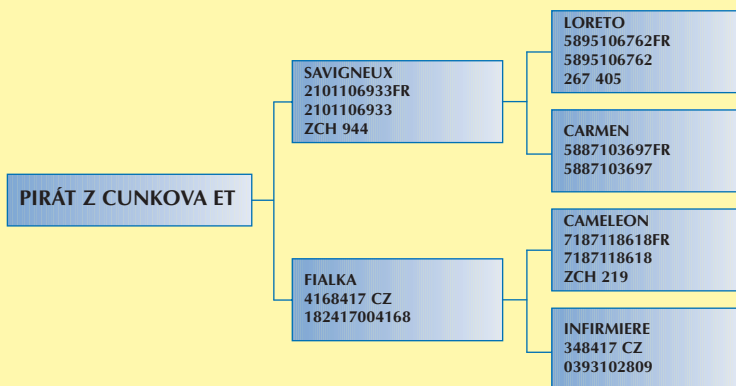 PIRÁT Z CUNKOVA ET
SAVIGNEUX
2101106933FR
2101106933
ZCH 944
FIALKA
4168417 CZ
182417004168
LORETO
5895106762FR
5895106762
267 405
CARMEN
5887103697FR
5887103697
CAMELEON
7187118618FR
7187118618
ZCH 219
INFIRMIERE
348417 CZ
0393102809